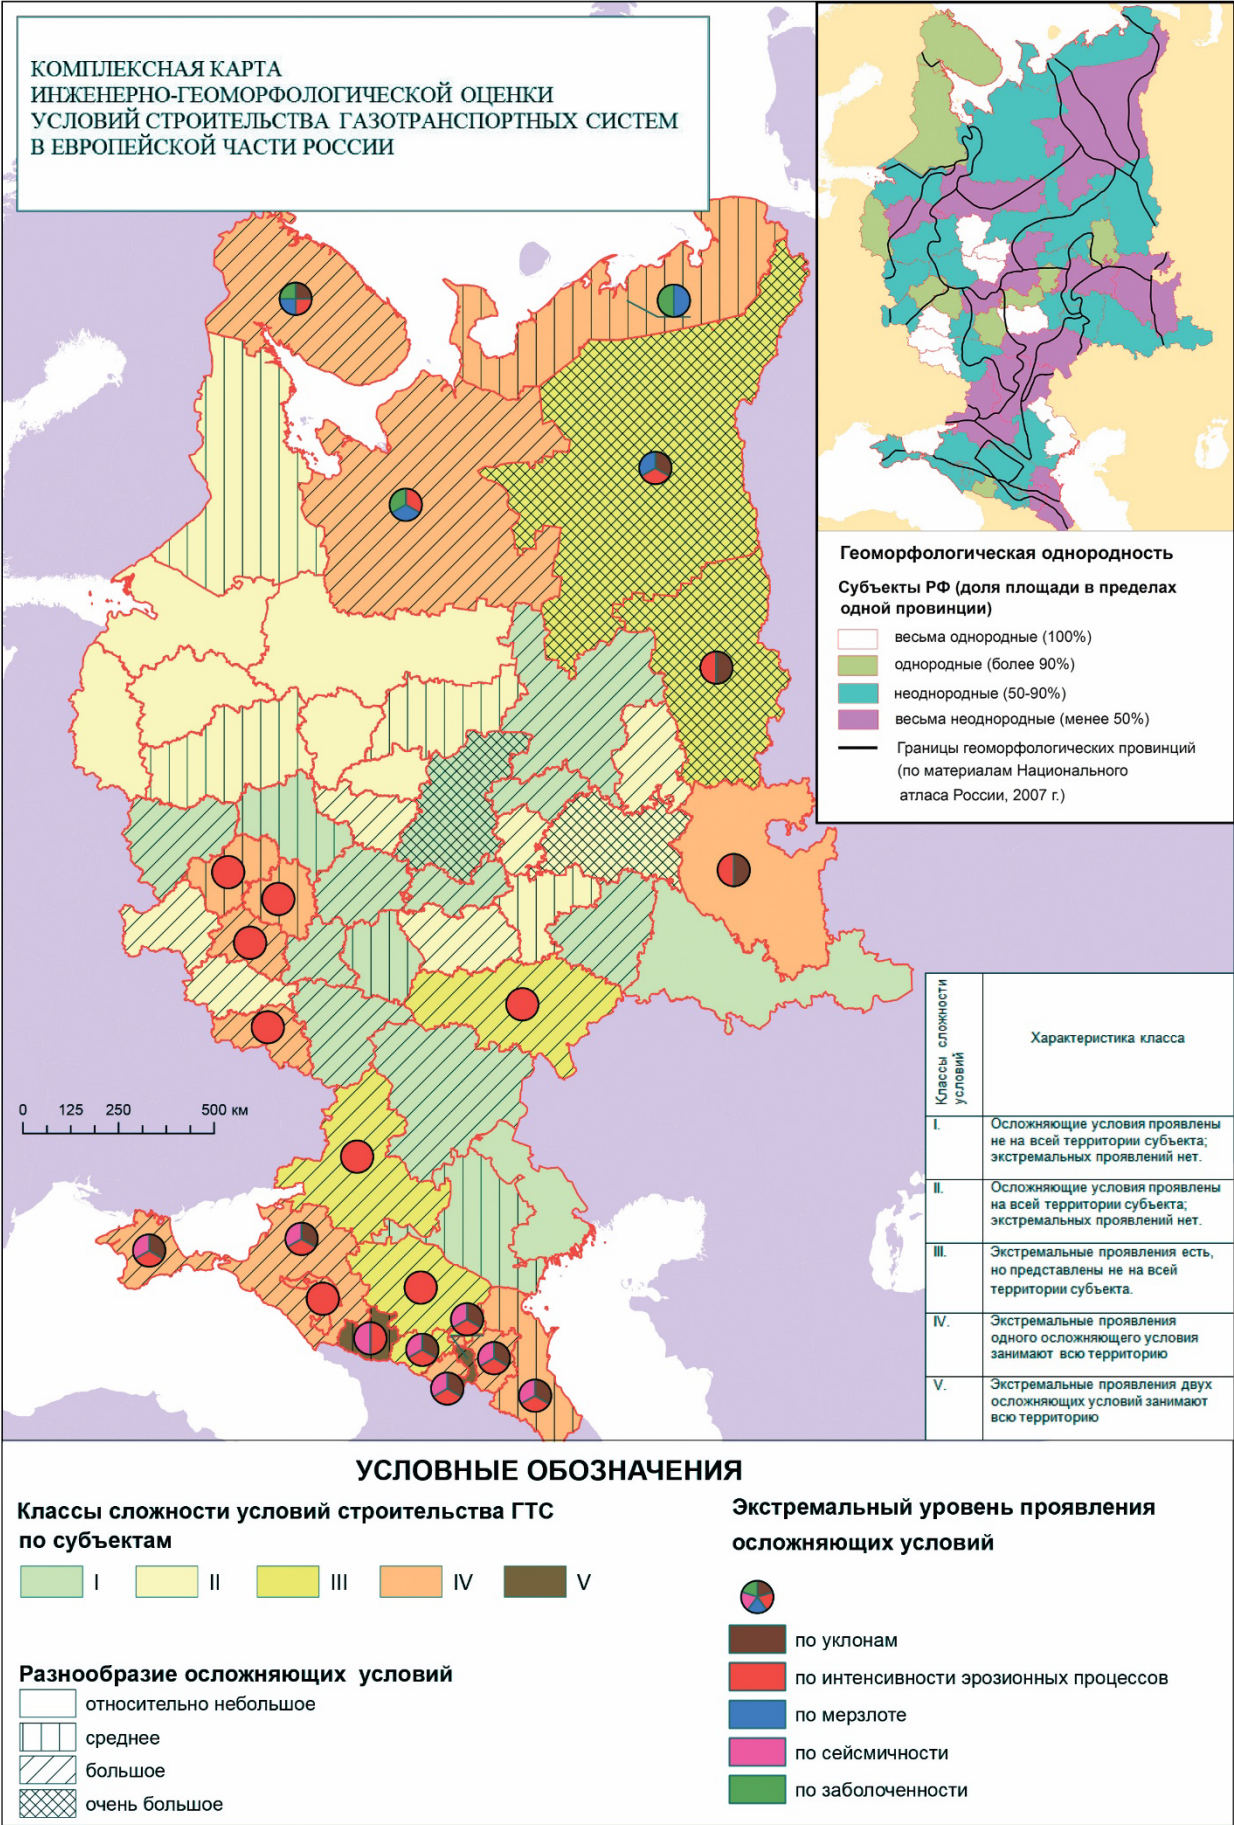 КОМПЛЕКСНАЯ КАРТА
ИНЖЕНЕРНО-ГЕОМОРФОЛОГИЧЕСКОЙ ОЦЕНКИ
УСЛОВИЙ СТРОИТЕЛЬСТВА ГАЗОТРАНСПОРТНЫХ СИСТЕМ
В ЕВРОПЕЙСКОЙ ЧАСТИ РОССИИ
Геоморфологическая однородность
Субъекты РФ (доля площади в пределах
одной провинции)
весьма однородные (100%)
однородные (более 90%)
неоднородные (50-90%)
весьма неоднородные (менее 50%)
Границы геоморфологических провинций
(по материалам Национального
атласа России, 2007 г.)
0 125 250 500 км
Классы сложности
условий
Характеристика класса
I.
Осложняющие условия проявлены
не на всей территории субъекта;
экстремальных проявлений нет.
II.
Осложняющие условия проявлены
на всей территории субъекта;
экстремальных проявлений нет.
III.
Экстремальные проявления есть,
но представлены не на всей
территории субъекта.
IV.
Экстремальные проявления
одного осложняющего условия
занимают всю территорию
V.
Экстремальные проявления двух
осложняющих условий занимают
всю территорию
УСЛОВНЫЕ ОБОЗНАЧЕНИЯ
Классы сложности условий строительства ГТС
по субъектам
I II III IV V
Разнообразие осложняющих условий
относительно небольшое
среднее
большое
очень большое
Экстремальный уровень проявления
осложняющих условий
по уклонам
по интенсивности эрозионных процессов
по мерзлоте
по сейсмичности
по заболоченности